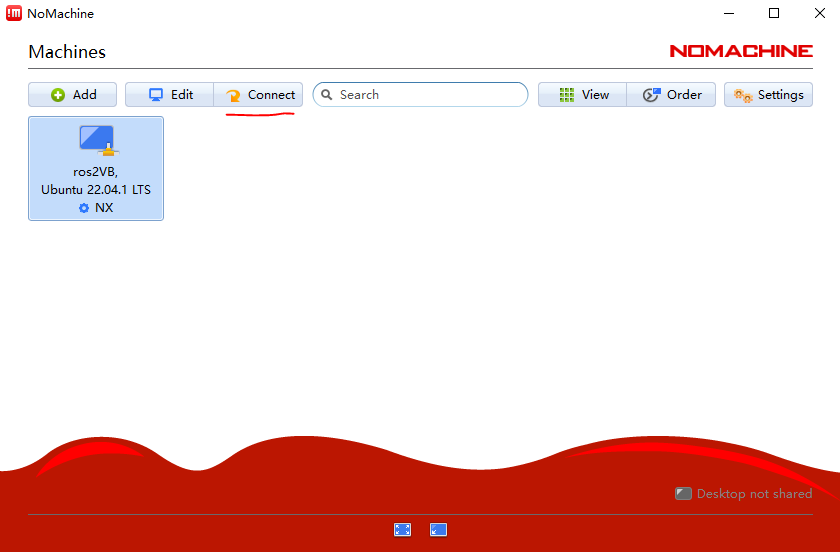 !M NoMachine
Machines
NOMACHINE
Add
Edit
Connect
Search
View
Order
Settings
ros2VB,
Ubuntu 22.04.1 LTS
NX
Desktop not shared